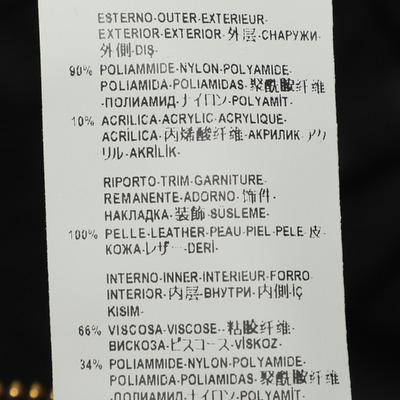 ESTERNO-OUTER-EXTERIEUR-
EXTERIOR-EXTERIOR-外层-СНАРУЖИ-
外側-DIŞ-
90% POLIAMMIDE-NYLON-POLYAMIDE-
POLIAMIDA-POLIAMIDAS-聚酰胺纤维
-ПОЛИАМИД-ナイロン-POLYAMİT-
10% ACRILICA-ACRYLIC-ACRYLIQUE-
ACRÍLICA-丙烯酸纤维-АКРИЛИК-アク
リル-AKRİLİK-
RIPORTO-TRIM-GARNITURE-
REMANENTE-ADORNO-饰件-
НАКЛАДКА-装飾-SÜSLEME-
100% PELLE-LEATHER-PEAU-PIEL-PELE-皮-
КОЖА-レザー-DERİ-
INTERNO-INNER-INTERIEUR-FORRO-
INTERIOR-内层-ВНУТРИ-内側-İÇ
KISIM-
66% VISCOSA-VISCOSE--粘胶纤维-
ВИСКОЗА-ビスコース-VİSKOZ-
34% POLIAMMIDE-NYLON-POLYAMIDE-
POLIAMIDA-POLIAMIDAS-聚酰胺纤维
-ПОЛИАМИД-ナイロン-POLYAMİT-